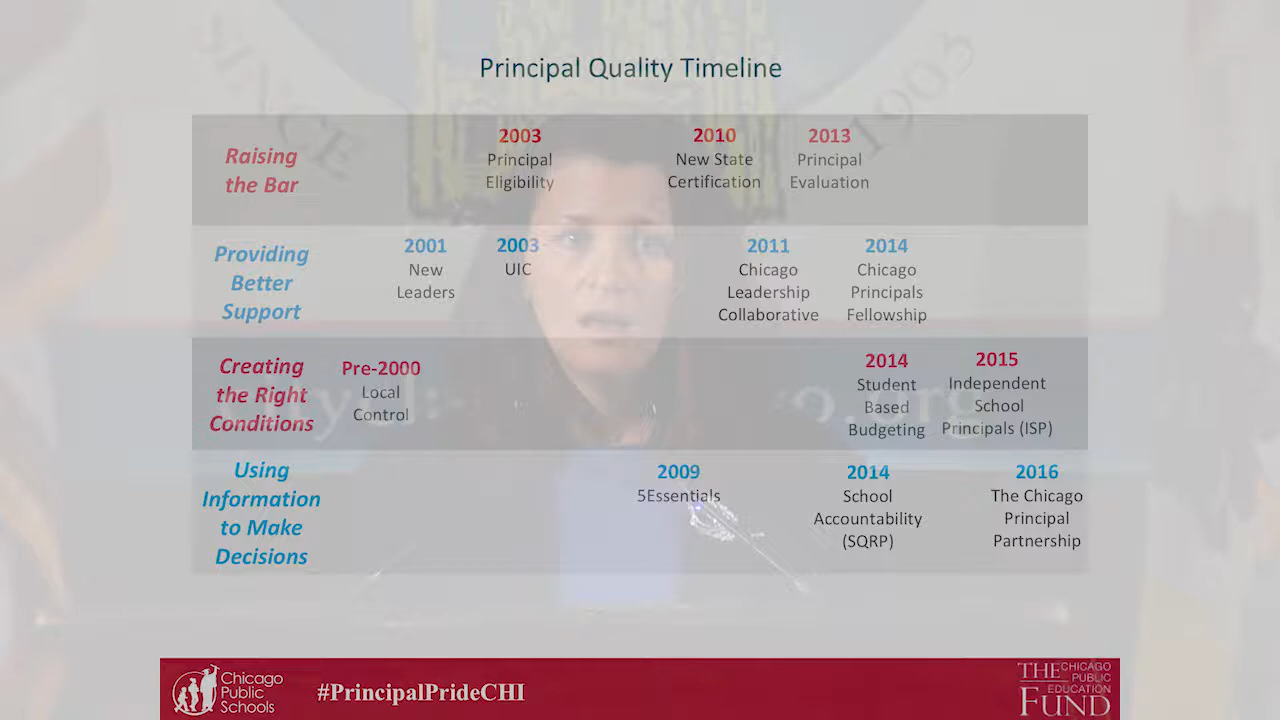 SINCE 1903
Principal Quality Timeline
Raising
the Bar
2003
Principal
Eligibility
2010
New State
Certification
2013
Principal
Evaluation
Providing
Better
Support
2001
New
Leaders
2003
UIC
2011
Chicago
Leadership
Collaborative
2014
Chicago
Principals
Fellowship
Creating
the Right
Conditions
Pre-2000
Local
Control
2014
Student
Based
Budgeting
2015
Independent
School
Principals (ISP)
Using
Information
to Make
Decisions
2009
5Essentials
2014
School
Accountability
(SQRP)
2016
The Chicago
Principal
Partnership
Chicago
Public
Schools
#PrincipalPrideCHI
THE CHICAGO
PUBLIC
EDUCATION
FUND